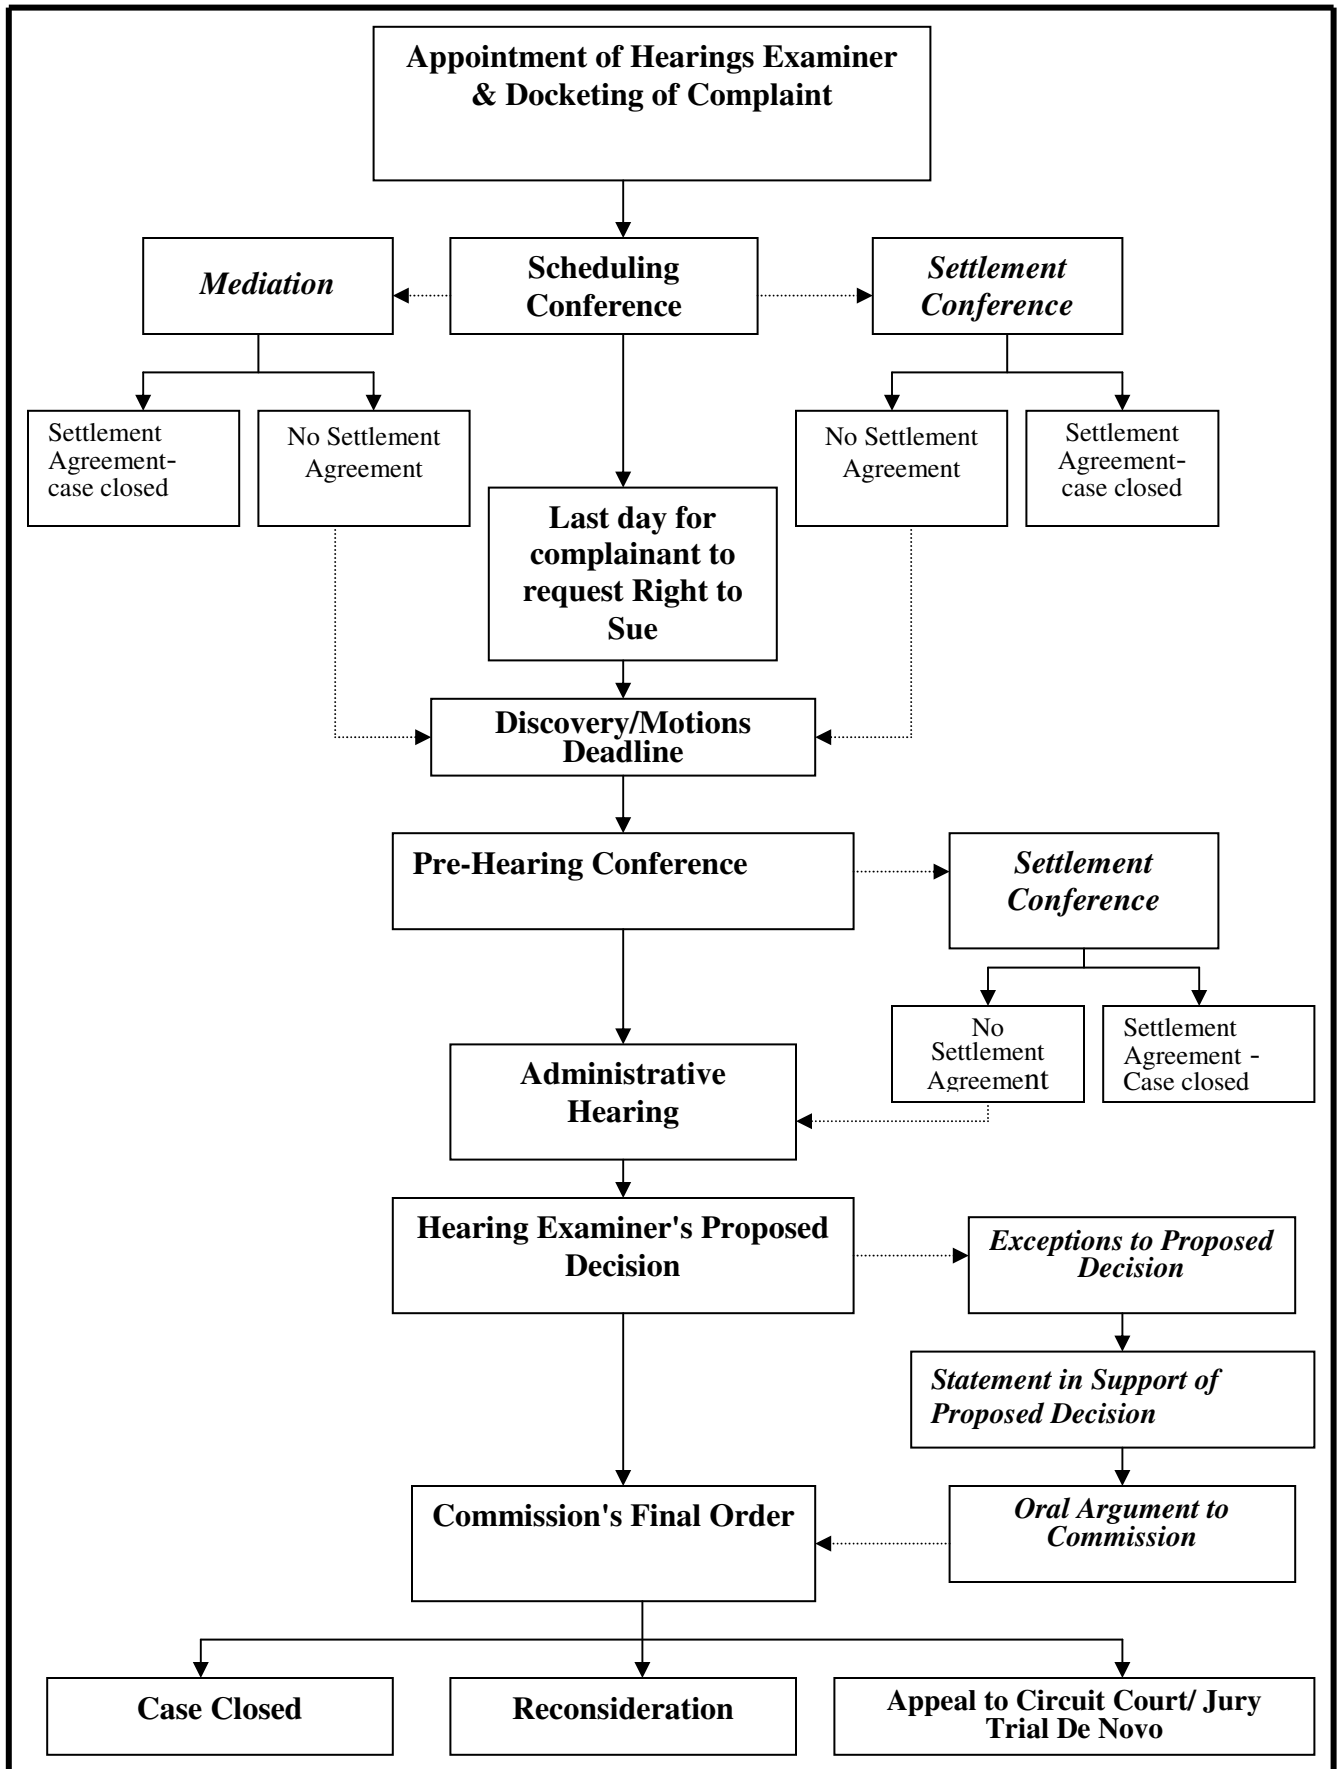 Appointment of Hearings Examiner
& Docketing of Complaint
Mediation
Scheduling
Conference
Settlement
Conference
Settlement
Agreement-
case closed
No Settlement
Agreement
No Settlement
Agreement
Settlement
Agreement-
case closed
Last day for
complainant to
request Right to
Sue
Discovery/Motions
Deadline
Pre-Hearing Conference
Settlement
Conference
No
Settlement
Agreement
Settlement
Agreement -
Case closed
Administrative
Hearing
Hearing Examiner's Proposed
Decision
Exceptions to Proposed
Decision
Statement in Support of
Proposed Decision
Commission's Final Order
Oral Argument to
Commission
Case Closed
Reconsideration
Appeal to Circuit Court/ Jury
Trial De Novo